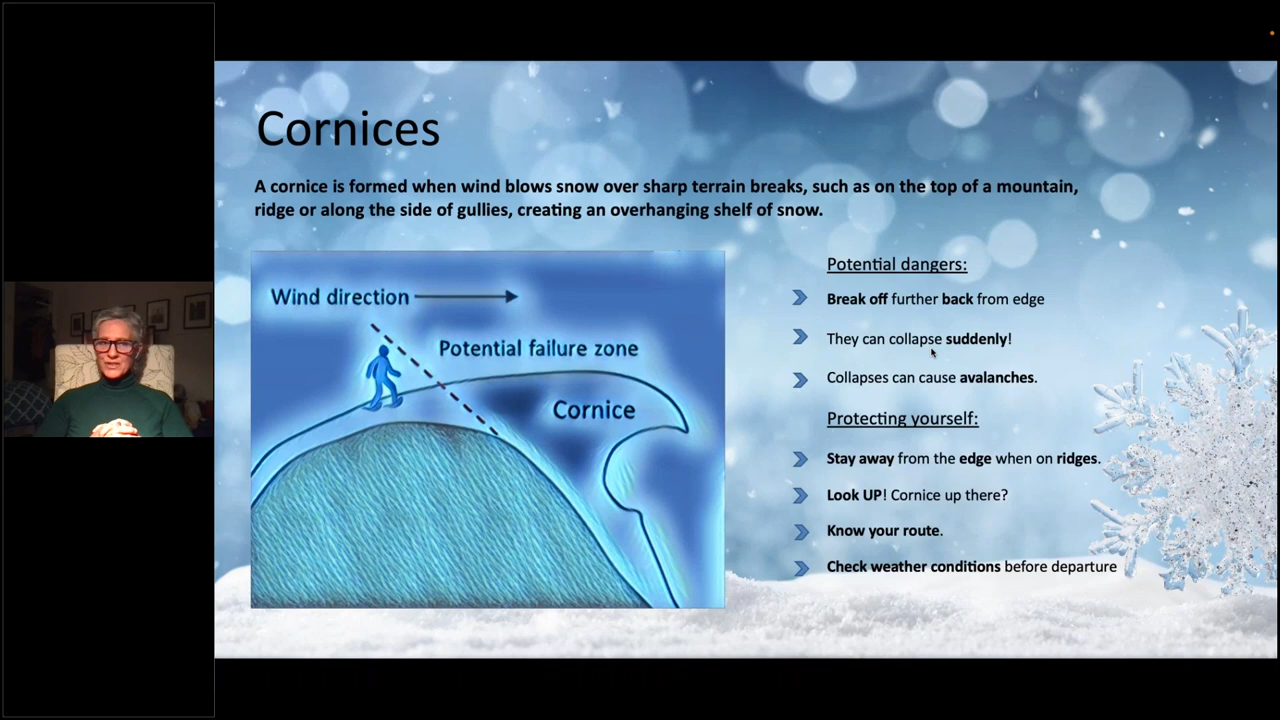 Cornices
A cornice is formed when wind blows snow over sharp terrain breaks, such as on the top of a mountain,
ridge or along the side of gullies, creating an overhanging shelf of snow.
Wind direction
Potential failure zone
Cornice
Potential dangers:
Break off further back from edge
They can collapse suddenly!
Collapses can cause avalanches.
Protecting yourself:
Stay away from the edge when on ridges.
Look UP! Cornice up there?
Know your route.
Check weather conditions before departure